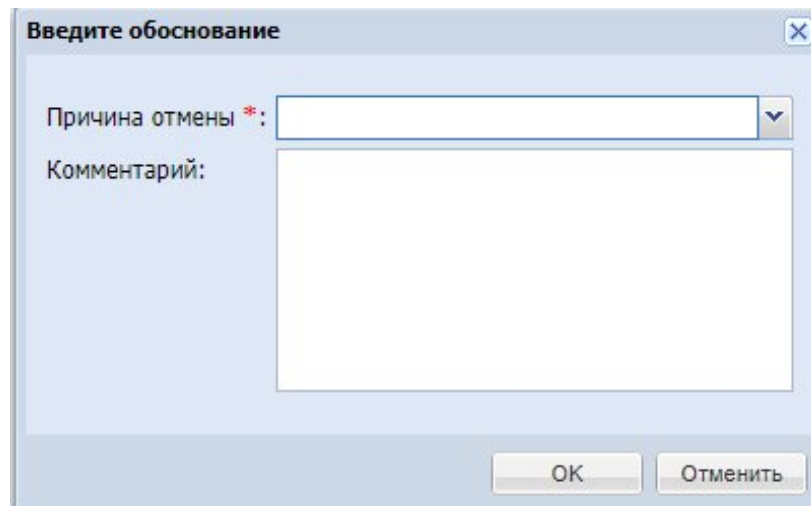 Введите обоснование
Причина отмены *:
Комментарий:
OK Отменить